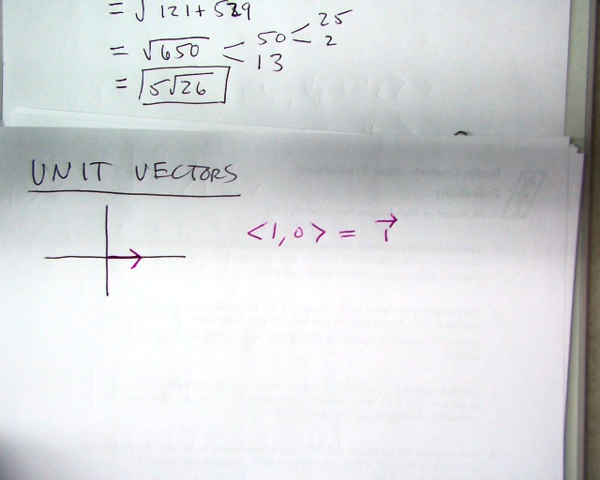 = √121 + 529
= √650 < 50 < 25
2
13
= 5√26
UNIT VECTORS
<1, 0> = i⃗